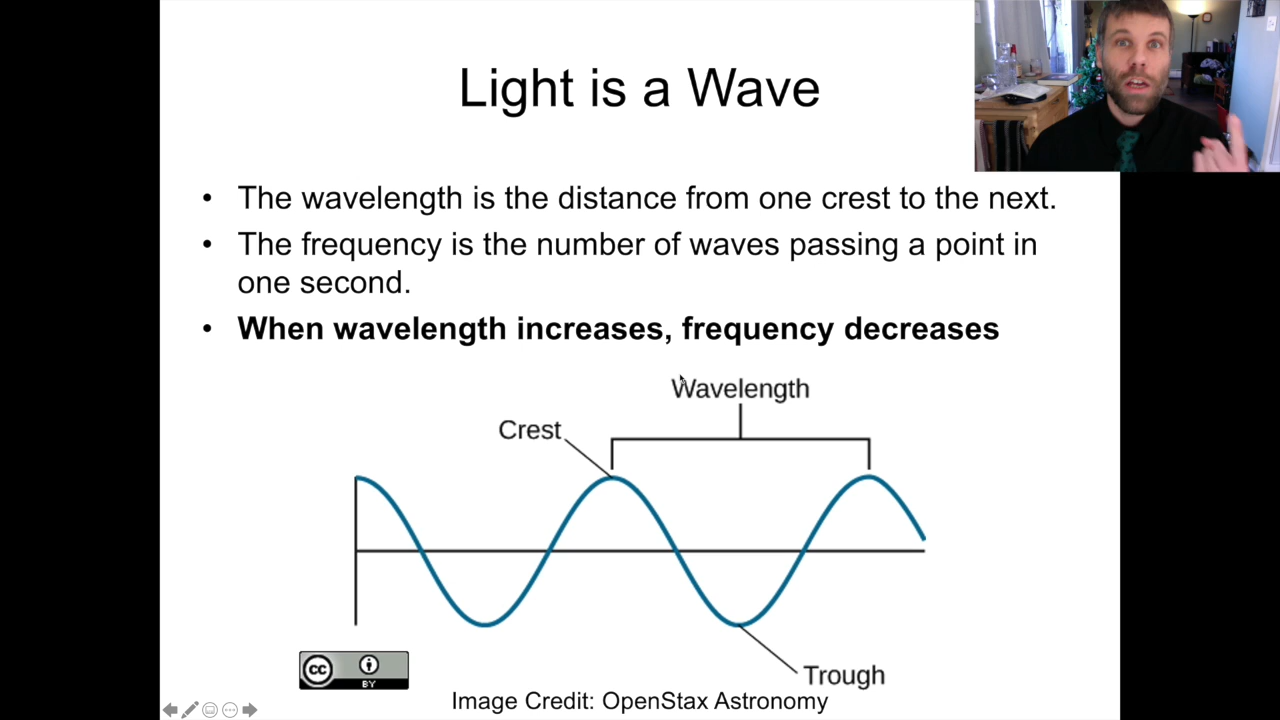 Light is a Wave
• The wavelength is the distance from one crest to the next.
• The frequency is the number of waves passing a point in
one second.
• When wavelength increases, frequency decreases
Wavelength
Crest
Trough
cc
BY
Image Credit: OpenStax Astronomy